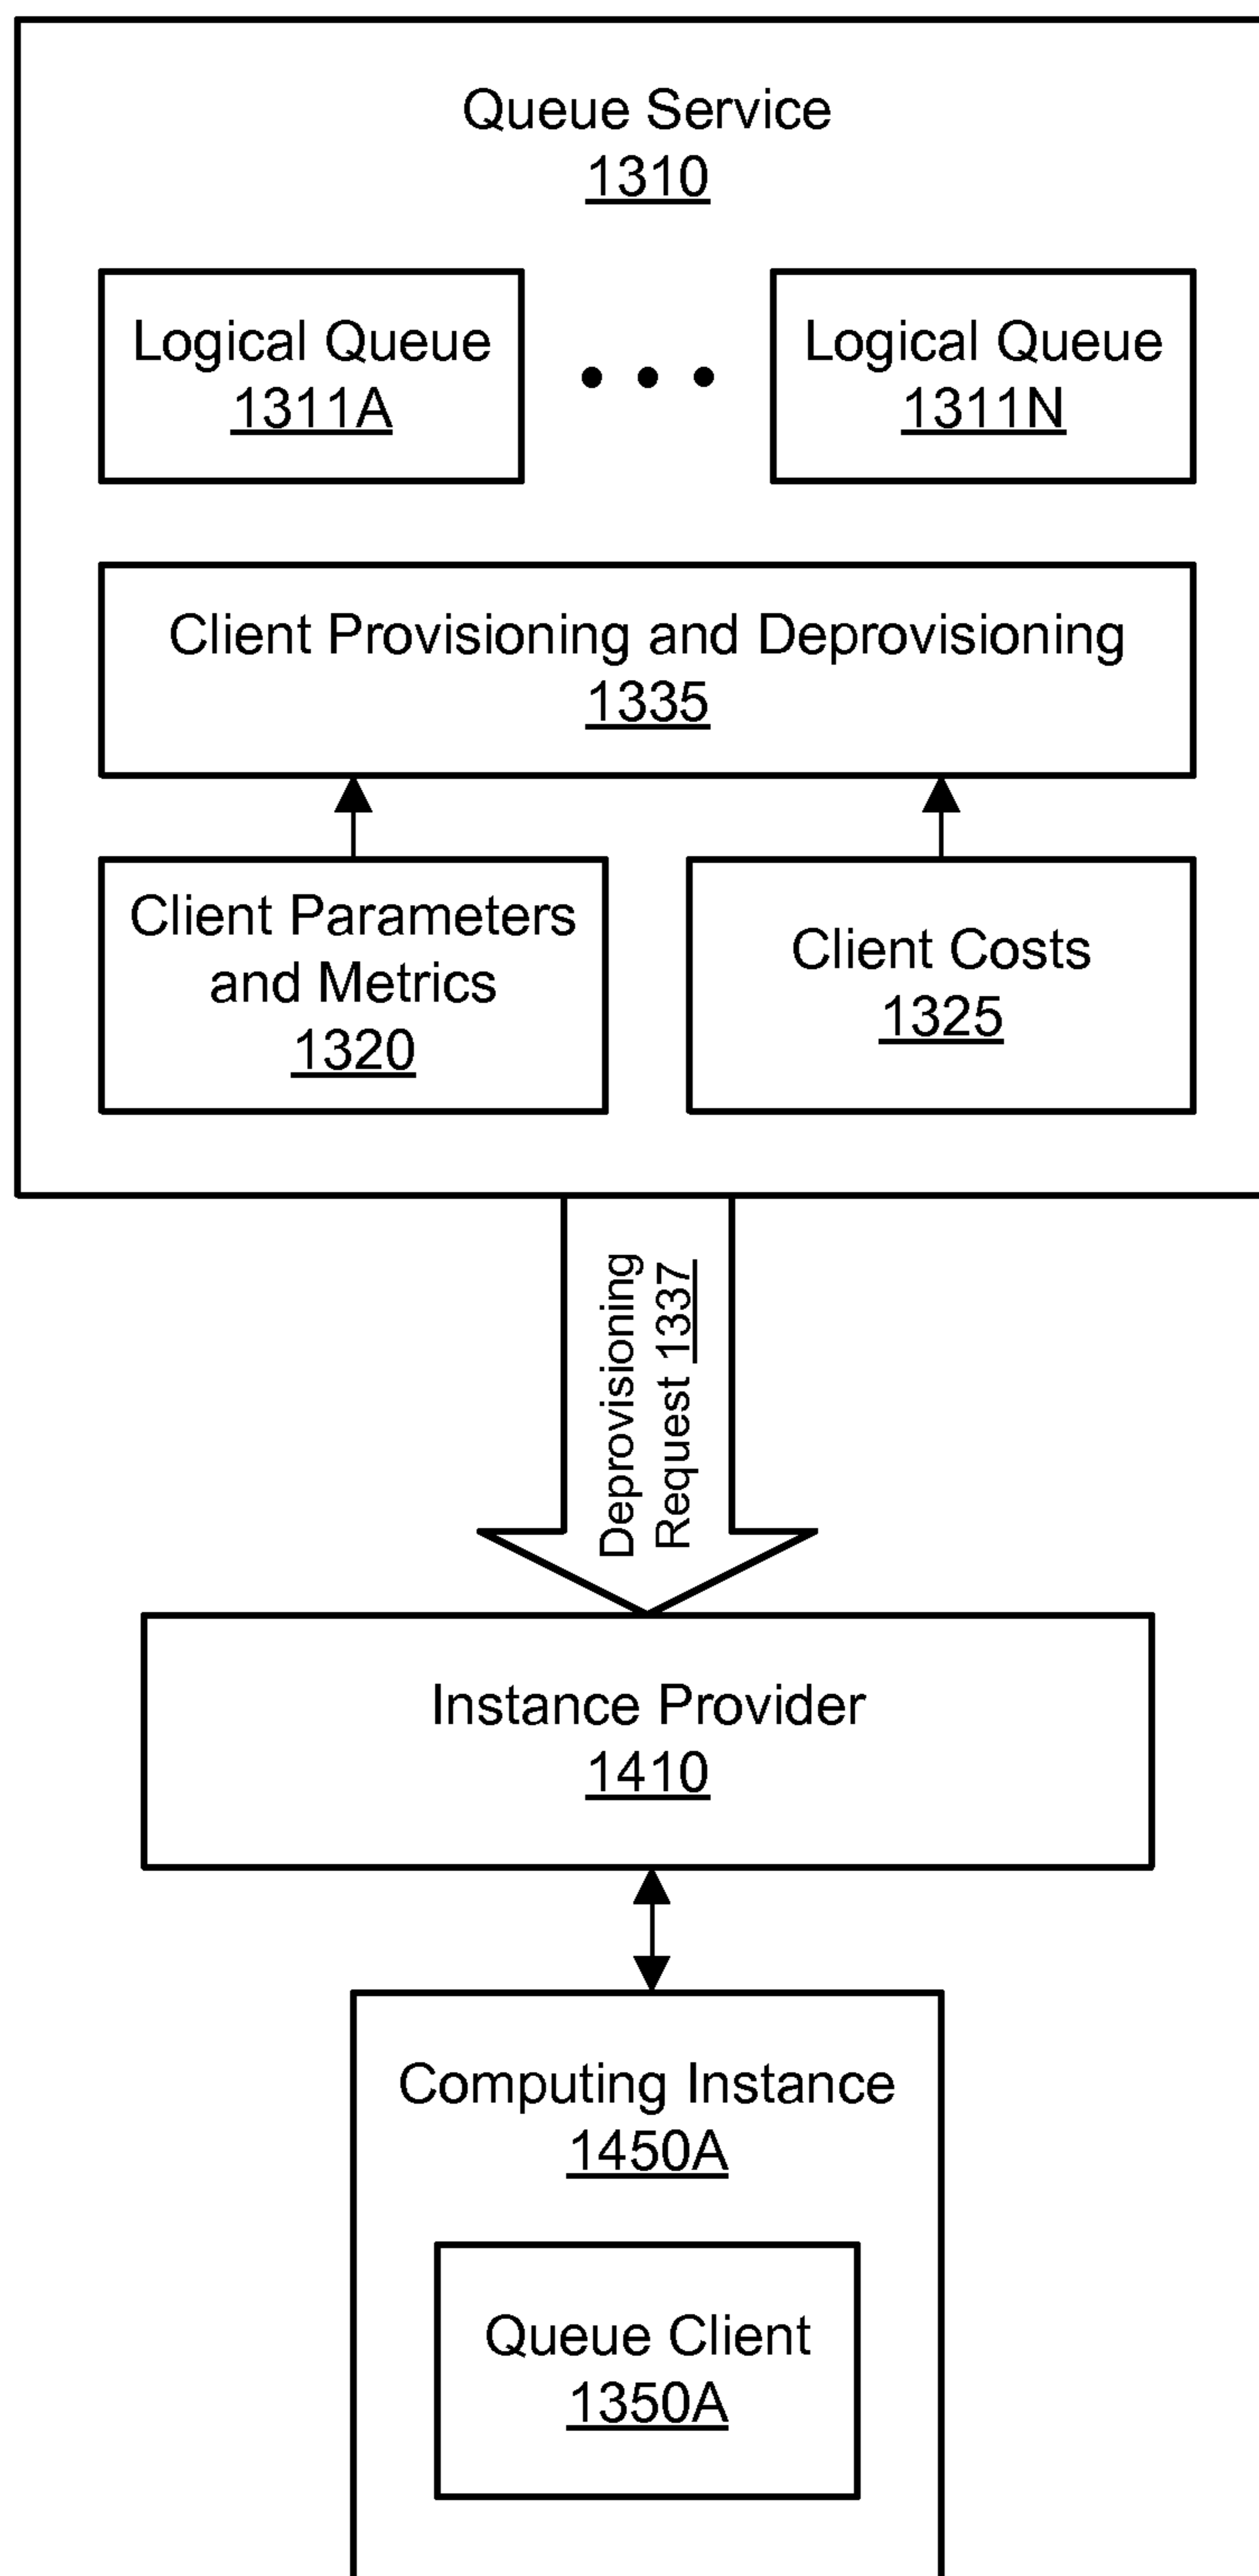 Queue Service
1310
Logical Queue
1311A
Logical Queue
1311N
Client Provisioning and Deprovisioning
1335
Client Parameters
and Metrics
1320
Client Costs
1325
Deprovisioning
Request 1337
Instance Provider
1410
Computing Instance
1450A
Queue Client
1350A